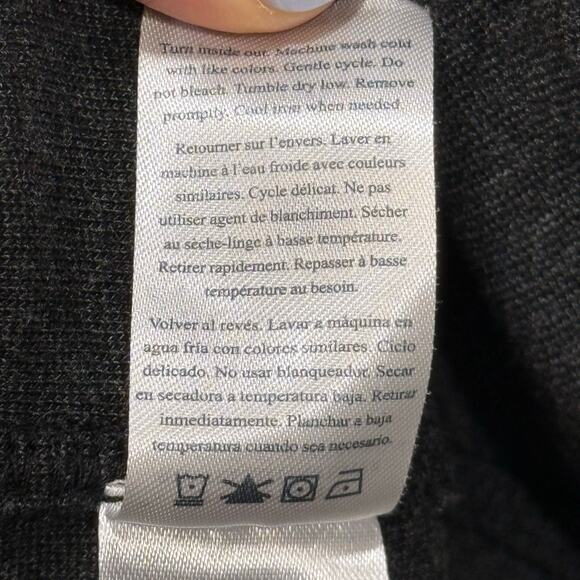 Turn inside out. Machine wash cold
with like colors. Gentle cycle. Do
not bleach. Tumble dry low. Remove
promptly. Cool iron when needed.
Retourner sur l'envers. Laver en
machine à l'eau froide avec couleurs
similaires. Cycle délicat. Ne pas
utiliser agent de blanchiment. Sécher
au sèche-linge à basse température.
Retirer rapidement. Repasser à basse
température au besoin.
Volver al revés. Lavar a máquina en
agua fría con colores similares. Ciclo
delicado. No usar blanqueador. Secar
en secadora a temperatura baja. Retirar
inmediatamente. Planchar a baja
temperatura cuando sea necesario.